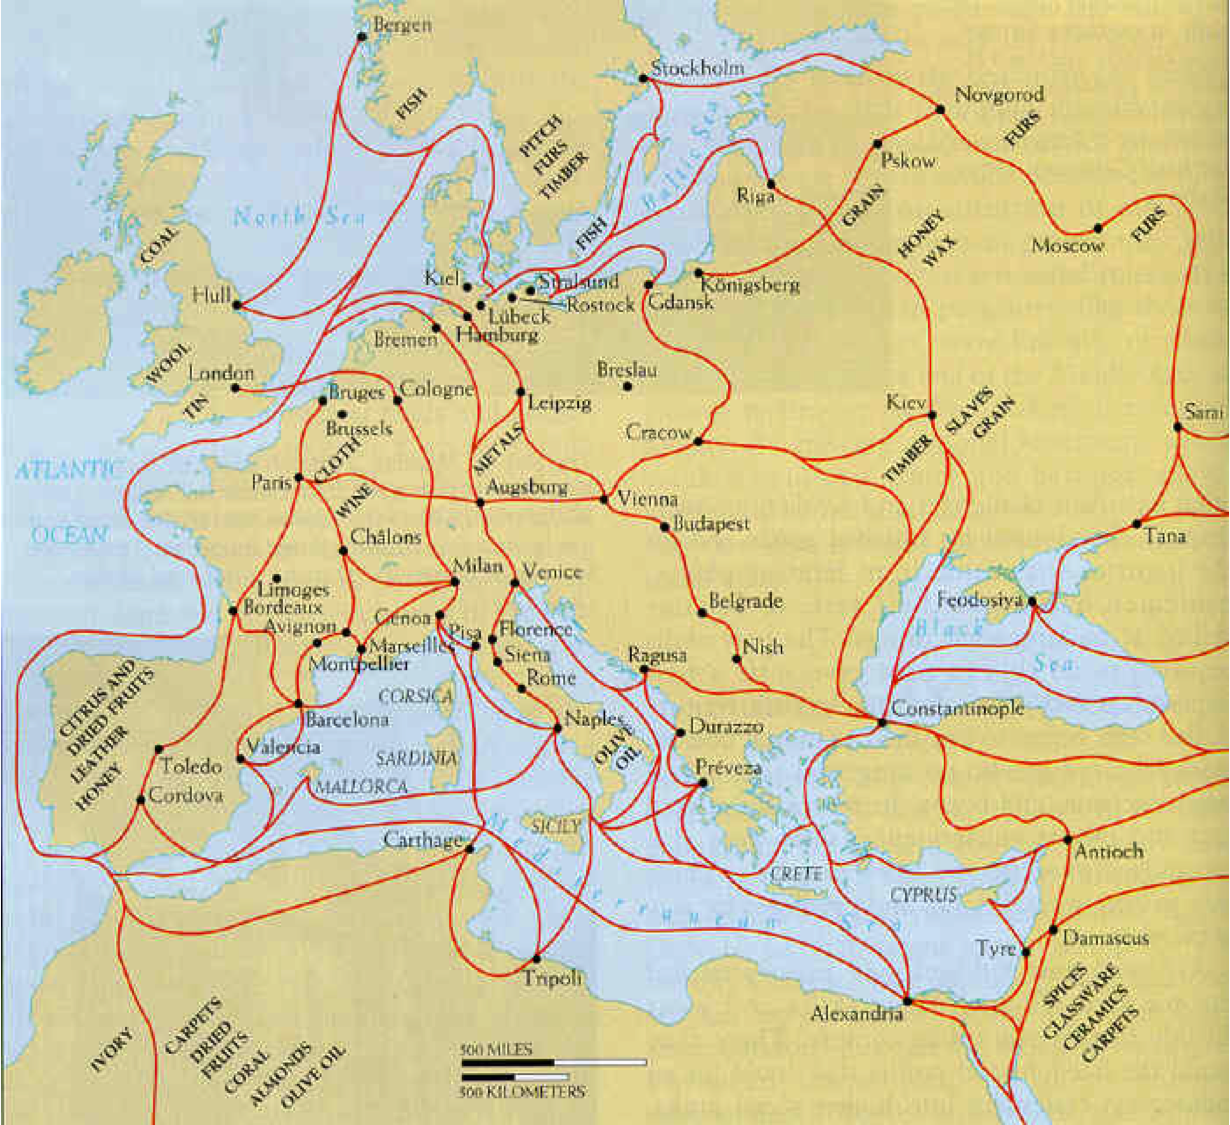 Bergen
Stockholm
Novgorod
FISH
FURS
PITCH
FURS
TIMBER
Pskow
Baltic Sea
Riga
GRAIN
HONEY
WAX
Moscow
FURS
North Sea
COAL
FISH
Kiel
Stralsund
Königsberg
Hull
Rostock
Gdansk
Lübeck
Bremen
Hamburg
WOOL
London
Breslau
TIN
Bruges
Cologne
Leipzig
Kiev
SLAVES
GRAIN
Sarai
Brussels
Cracow
METALS
TIMBER
CLOTH
ATLANTIC
OCEAN
Paris
WINE
Augsburg
Vienna
Budapest
Tana
Châlons
Milan
Venice
Limoges
Bordeaux
Feodosiya
Belgrade
Avignon
Genoa
Pisa
Florence
Black
Sea
Marseilles
Montpellier
Siena
Ragusa
Nish
Rome
CITRUS AND
DRIED FRUITS
LEATHER
HONEY
CORSICA
Constantinople
Barcelona
Naples
Durazzo
Valencia
OLIVE
OIL
Toledo
SARDINIA
Préveza
Cordova
MALLORCA
SICILY
Carthage
Mediterranean Sea
Antioch
CRETE
CYPRUS
Tyre
Damascus
Tripoli
Alexandria
SPICES
GLASSWARE
CERAMICS
CARPETS
IVORY
CARPETS
DRIED
FRUITS
CORAL
ALMONDS
OLIVE OIL
500 MILES
500 KILOMETERS